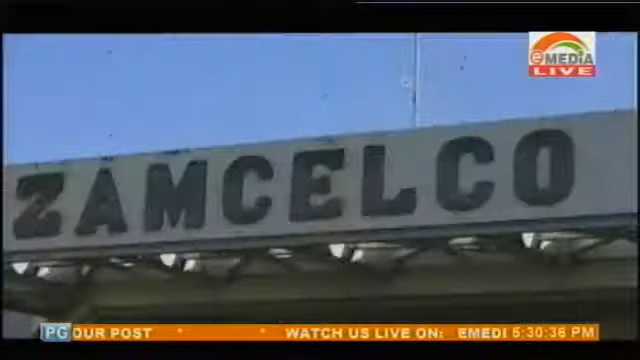 eMEDiA
LIVE
ZAMCELCO
PG OUR POST • • WATCH US LIVE ON: EMEDI 5:30:36 PM